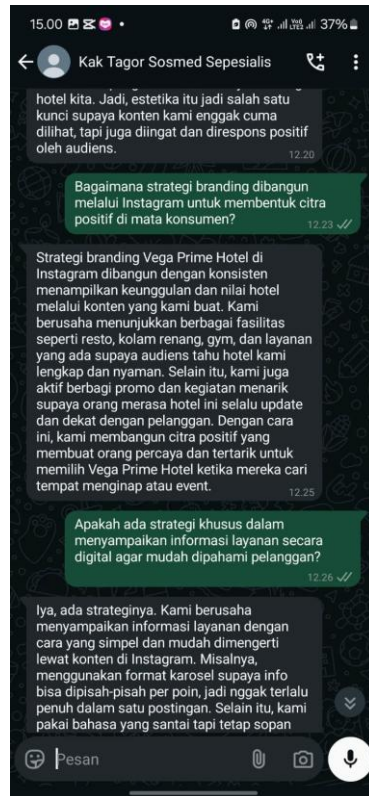 15.00
37%
Kak Tagor Sosmed Sepesialis
hotel kita. Jadi, estetika itu jadi salah satu
kunci supaya konten kami enggak cuma
dilihat, tapi juga diingat dan direspons positif
oleh audiens.
12.20
Bagaimana strategi branding dibangun
melalui Instagram untuk membentuk citra
positif di mata konsumen?
12.23
Strategi branding Vega Prime Hotel di
Instagram dibangun dengan konsisten
menampilkan keunggulan dan nilai hotel
melalui konten yang kami buat. Kami
berusaha menunjukkan berbagai fasilitas
seperti resto, kolam renang, gym, dan layanan
yang ada supaya audiens tahu hotel kami
lengkap dan nyaman. Selain itu, kami juga
aktif berbagi promo dan kegiatan menarik
supaya orang merasa hotel ini selalu update
dan dekat dengan pelanggan. Dengan cara
ini, kami membangun citra positif yang
membuat orang percaya dan tertarik untuk
memilih Vega Prime Hotel ketika mereka cari
tempat menginap atau event.
12.25
Apakah ada strategi khusus dalam
menyampaikan informasi layanan secara
digital agar mudah dipahami pelanggan?
12.26
Iya, ada strateginya. Kami berusaha
menyampaikan informasi layanan dengan
cara yang simpel dan mudah dimengerti
lewat konten di Instagram. Misalnya,
menggunakan format karosel supaya info
bisa dipisah-pisah per poin, jadi nggak terlalu
penuh dalam satu postingan. Selain itu, kami
pakai bahasa yang santai tapi tetap sopan
Pesan